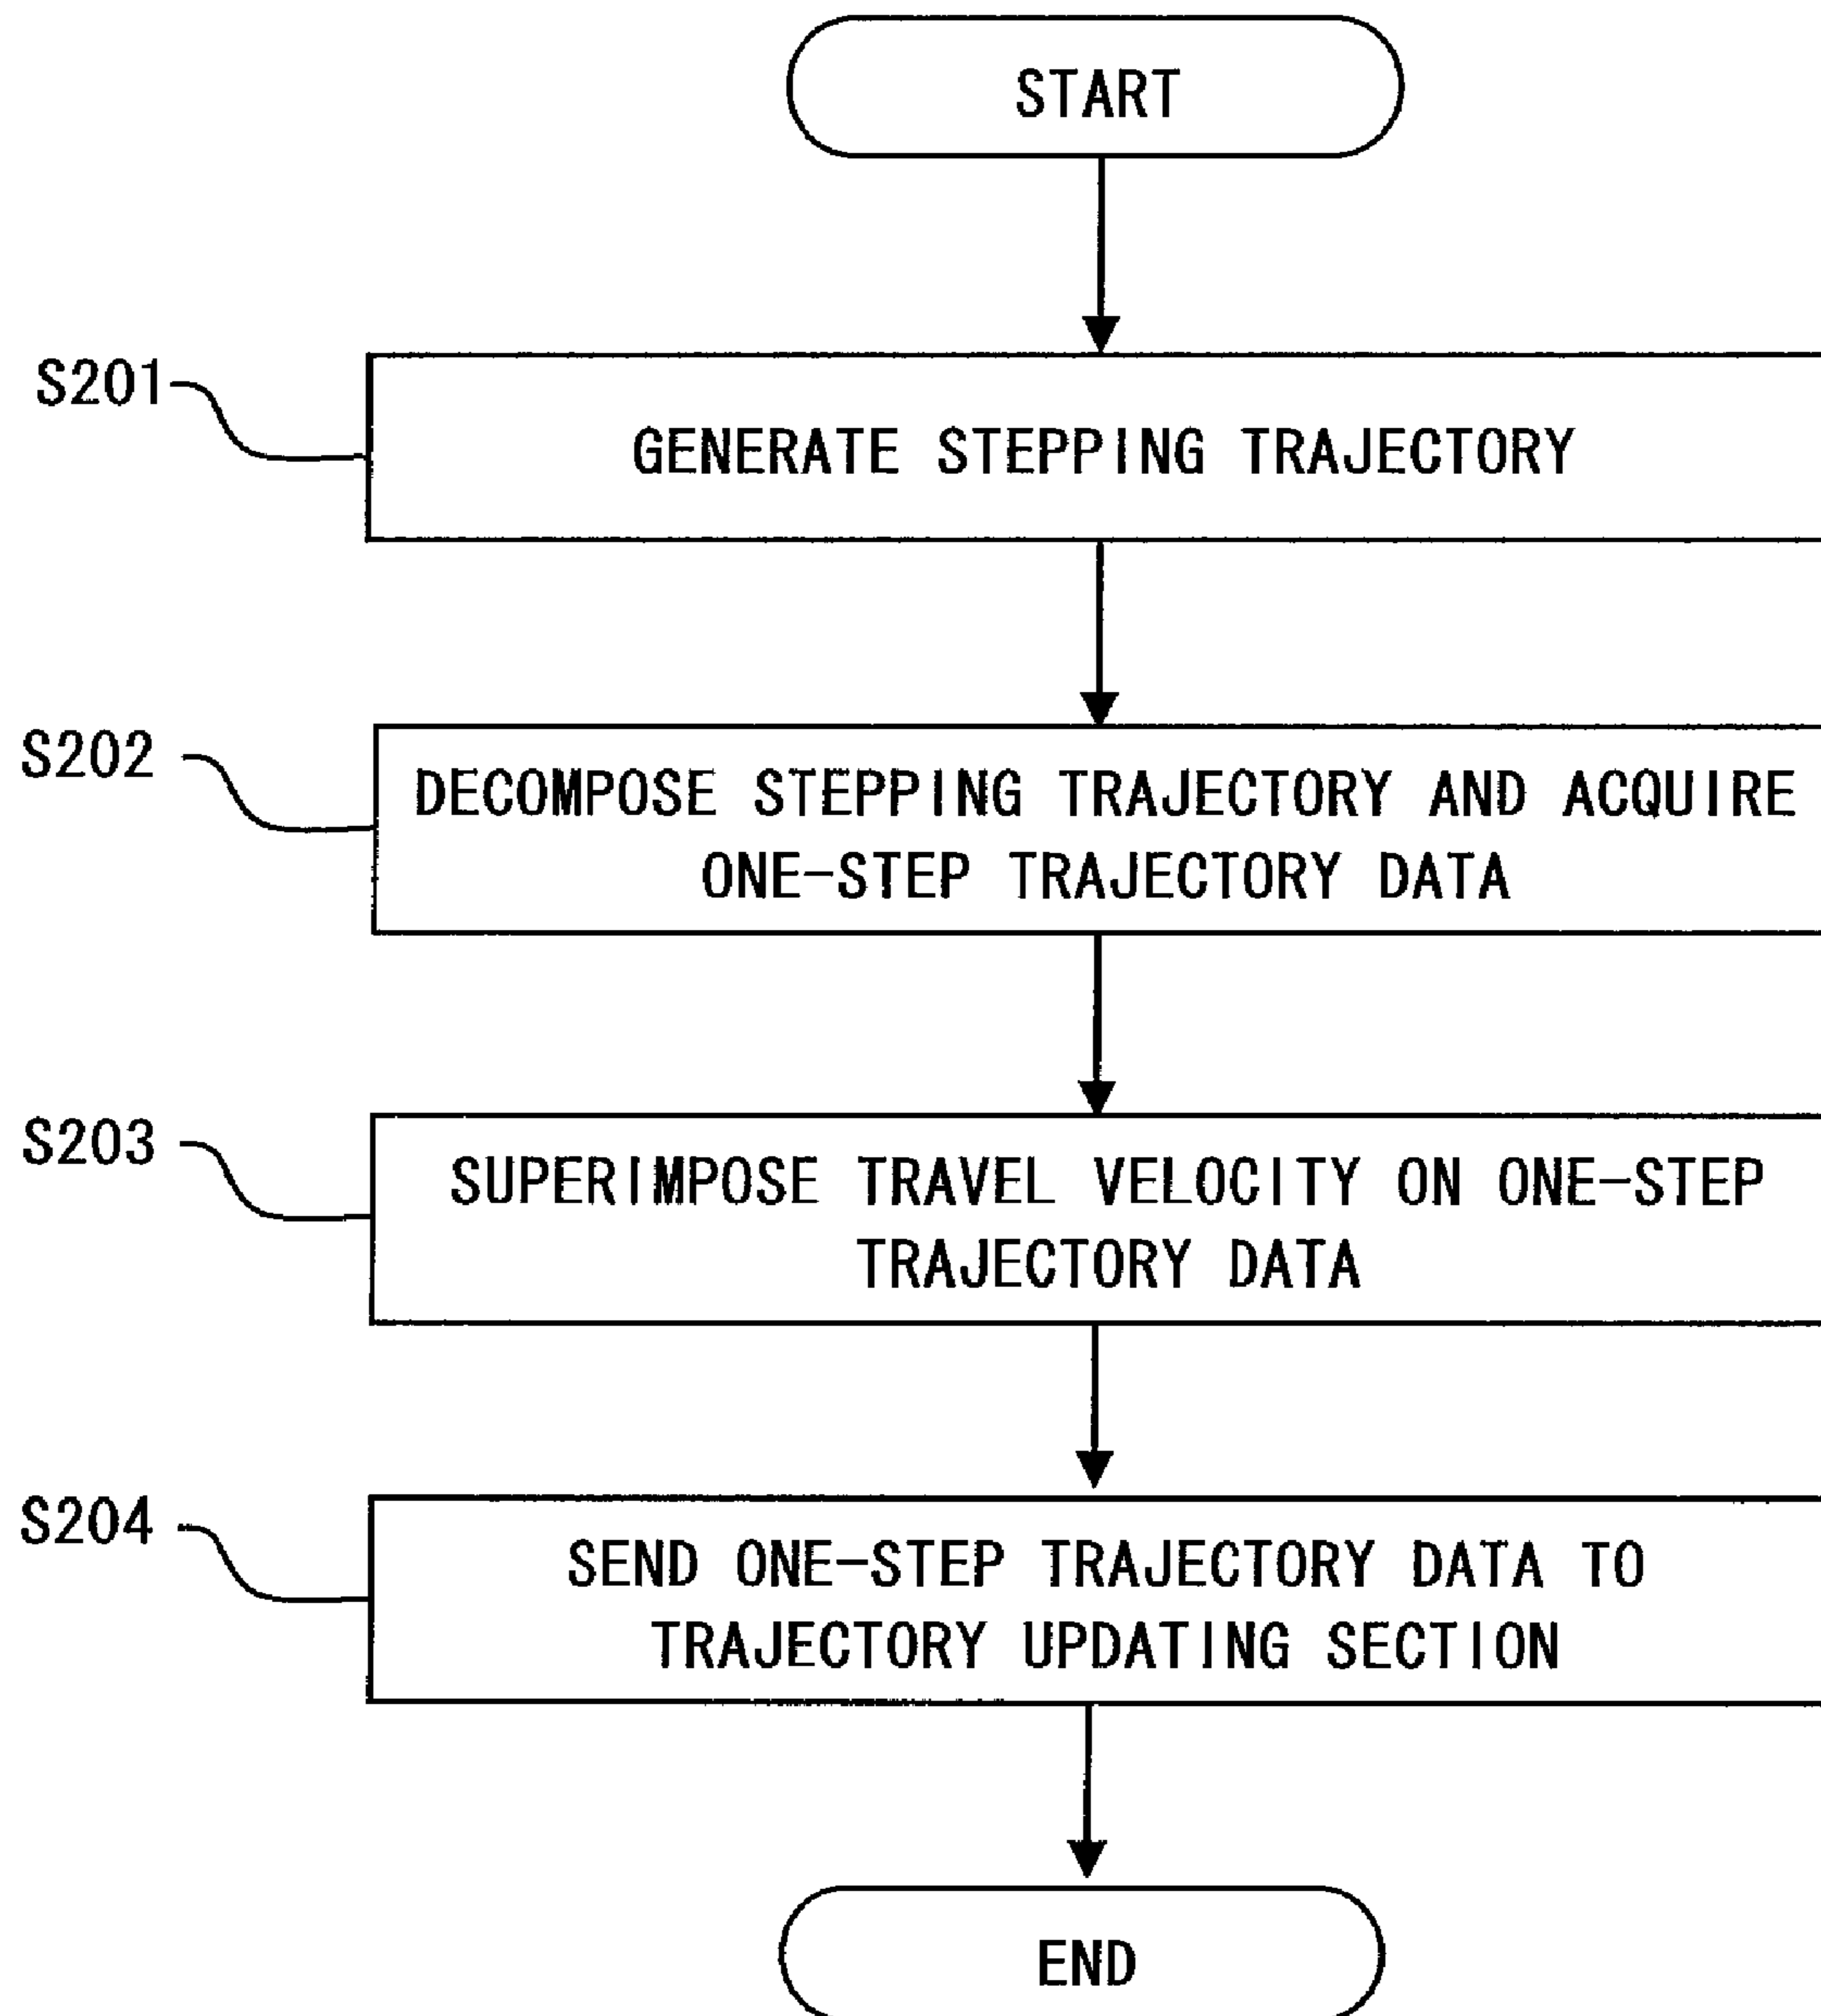 START
S201
GENERATE STEPPING TRAJECTORY
S202
DECOMPOSE STEPPING TRAJECTORY AND ACQUIRE
ONE-STEP TRAJECTORY DATA
S203
SUPERIMPOSE TRAVEL VELOCITY ON ONE-STEP
TRAJECTORY DATA
S204
SEND ONE-STEP TRAJECTORY DATA TO
TRAJECTORY UPDATING SECTION
END